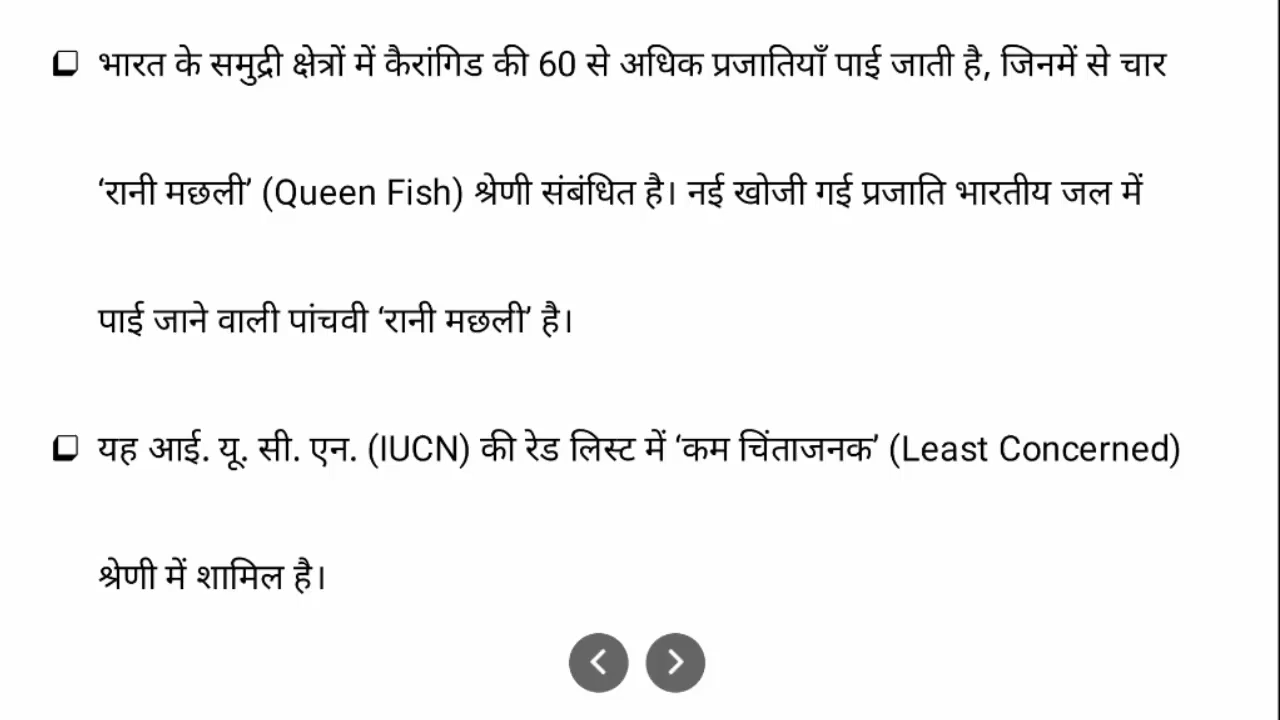 ❑ भारत के समुद्री क्षेत्रों में कैरांगिड की 60 से अधिक प्रजातियाँ पाई जाती है, जिनमें से चार
‘रानी मछली’ (Queen Fish) श्रेणी संबंधित है। नई खोजी गई प्रजाति भारतीय जल में
पाई जाने वाली पांचवी ‘रानी मछली’ है।
❑ यह आई. यू. सी. एन. (IUCN) की रेड लिस्ट में ‘कम चिंताजनक’ (Least Concerned)
श्रेणी में शामिल है।